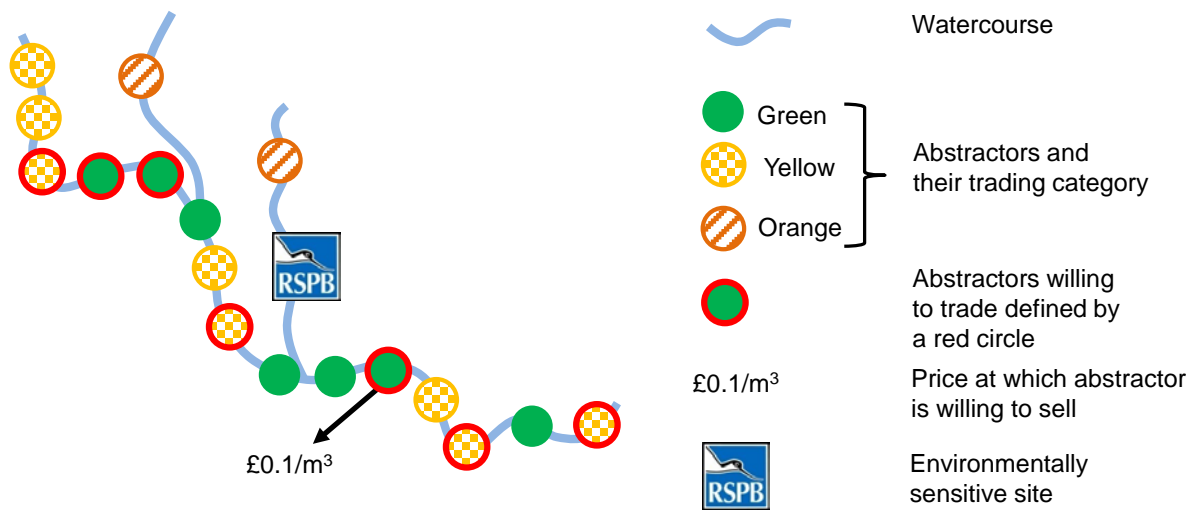 RSPB
£0.1/m³
Watercourse
Green
Yellow
Orange
Abstractors and
their trading category
Abstractors willing
to trade defined by
a red circle
£0.1/m³
Price at which abstractor
is willing to sell
RSPB
Environmentally
sensitive site